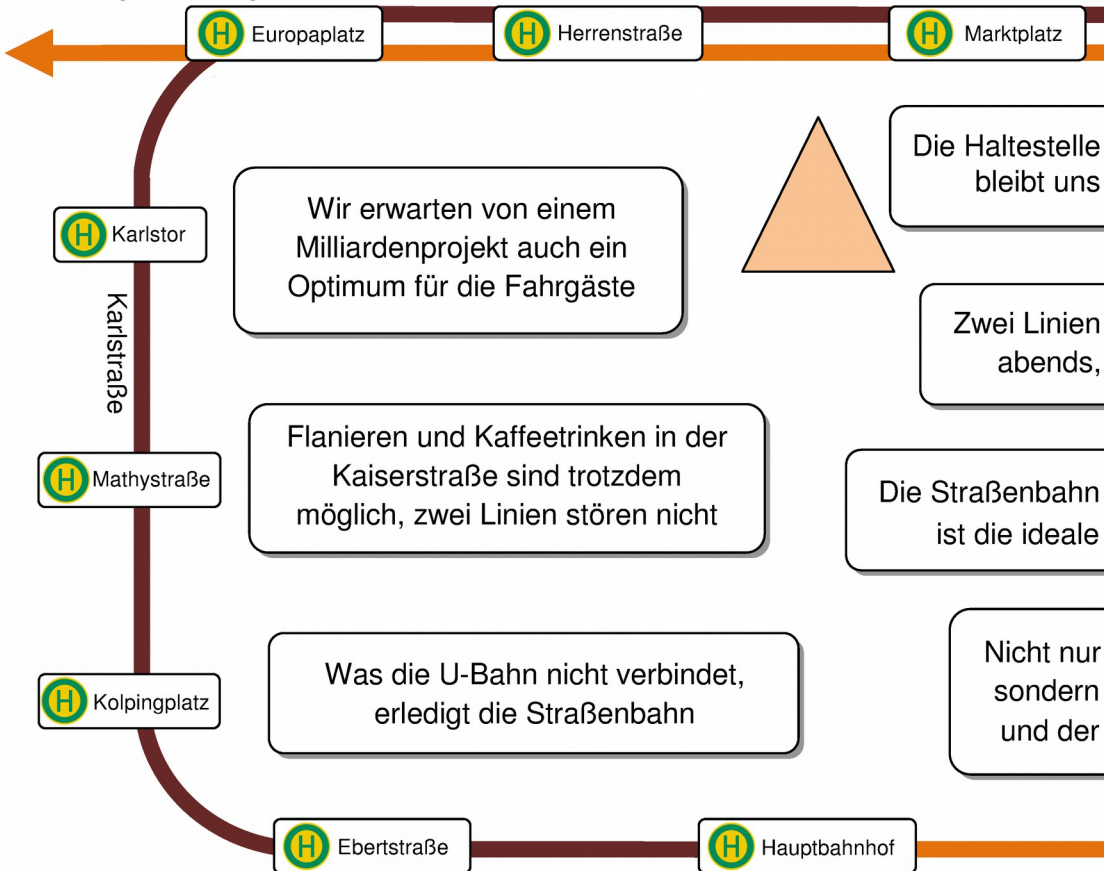 H Europaplatz
H Herrenstraße
H Marktplatz
Die Haltestelle
bleibt uns
Wir erwarten von einem
Milliardenprojekt auch ein
Optimum für die Fahrgäste
H Karlstor
Karlstraße
Zwei Linien
abends,
Flanieren und Kaffeetrinken in der
Kaiserstraße sind trotzdem
möglich, zwei Linien stören nicht
H Mathystraße
Die Straßenbahn
ist die ideale
Nicht nur
sondern
und der
Was die U-Bahn nicht verbindet,
erledigt die Straßenbahn
H Kolpingplatz
H Ebertstraße
H Hauptbahnhof